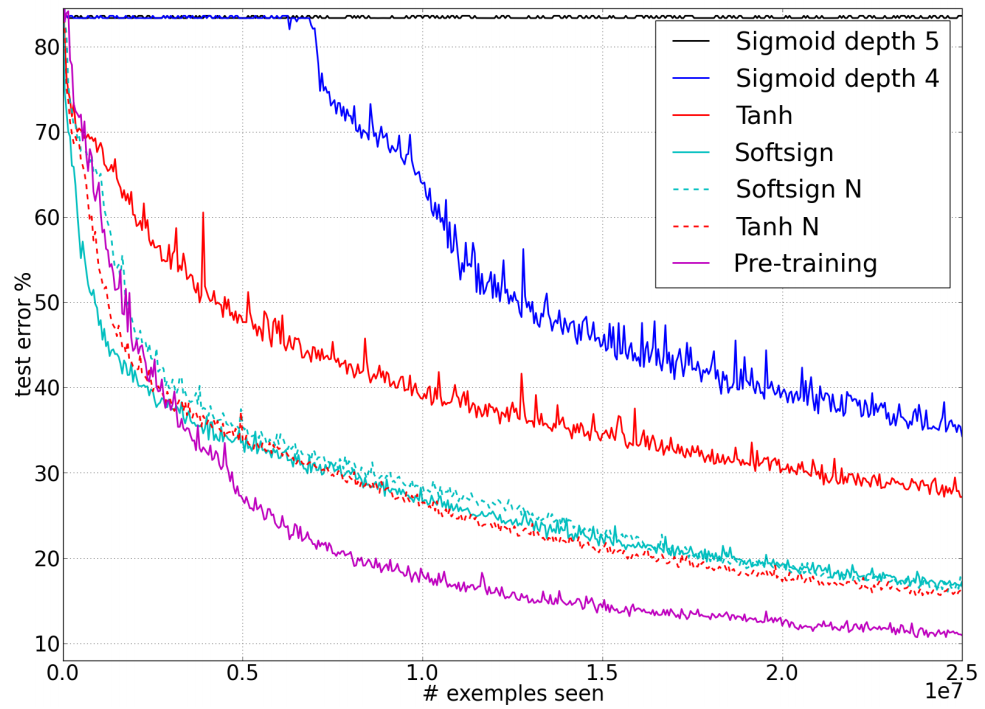 80
70
60
50
40
30
20
10
test error %
Sigmoid depth 5
Sigmoid depth 4
Tanh
Softsign
Softsign N
Tanh N
Pre-training
0.0 0.5 1.0 1.5 2.0 2.5
# exemples seen
1e7